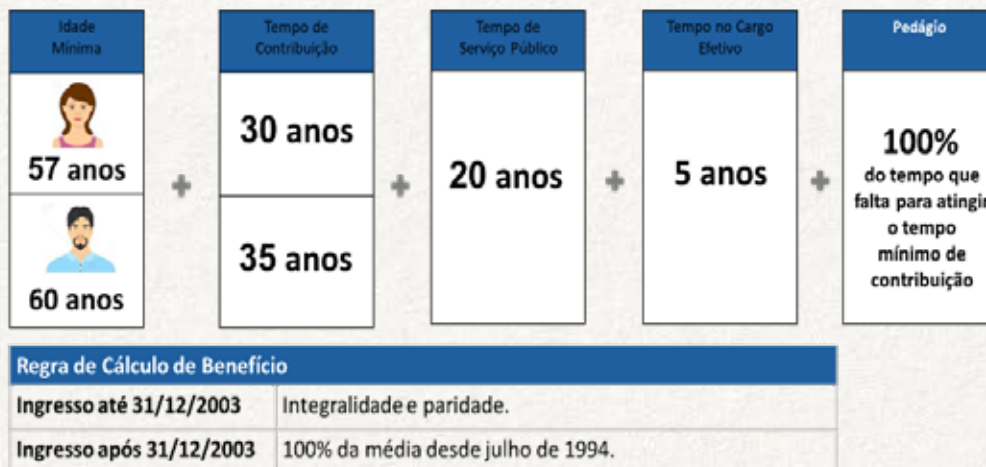 Idade
Mínima
Tempo de
Contribuição
Tempo de
Serviço Público
Tempo no Cargo
Efetivo
Pedágio
57 anos
60 anos
30 anos
35 anos
20 anos
5 anos
100%
do tempo que
falta para atingir
o tempo
mínimo de
contribuição
Regra de Cálculo de Benefício
Ingresso até 31/12/2003 Integralidade e paridade.
Ingresso após 31/12/2003 100% da média desde julho de 1994.